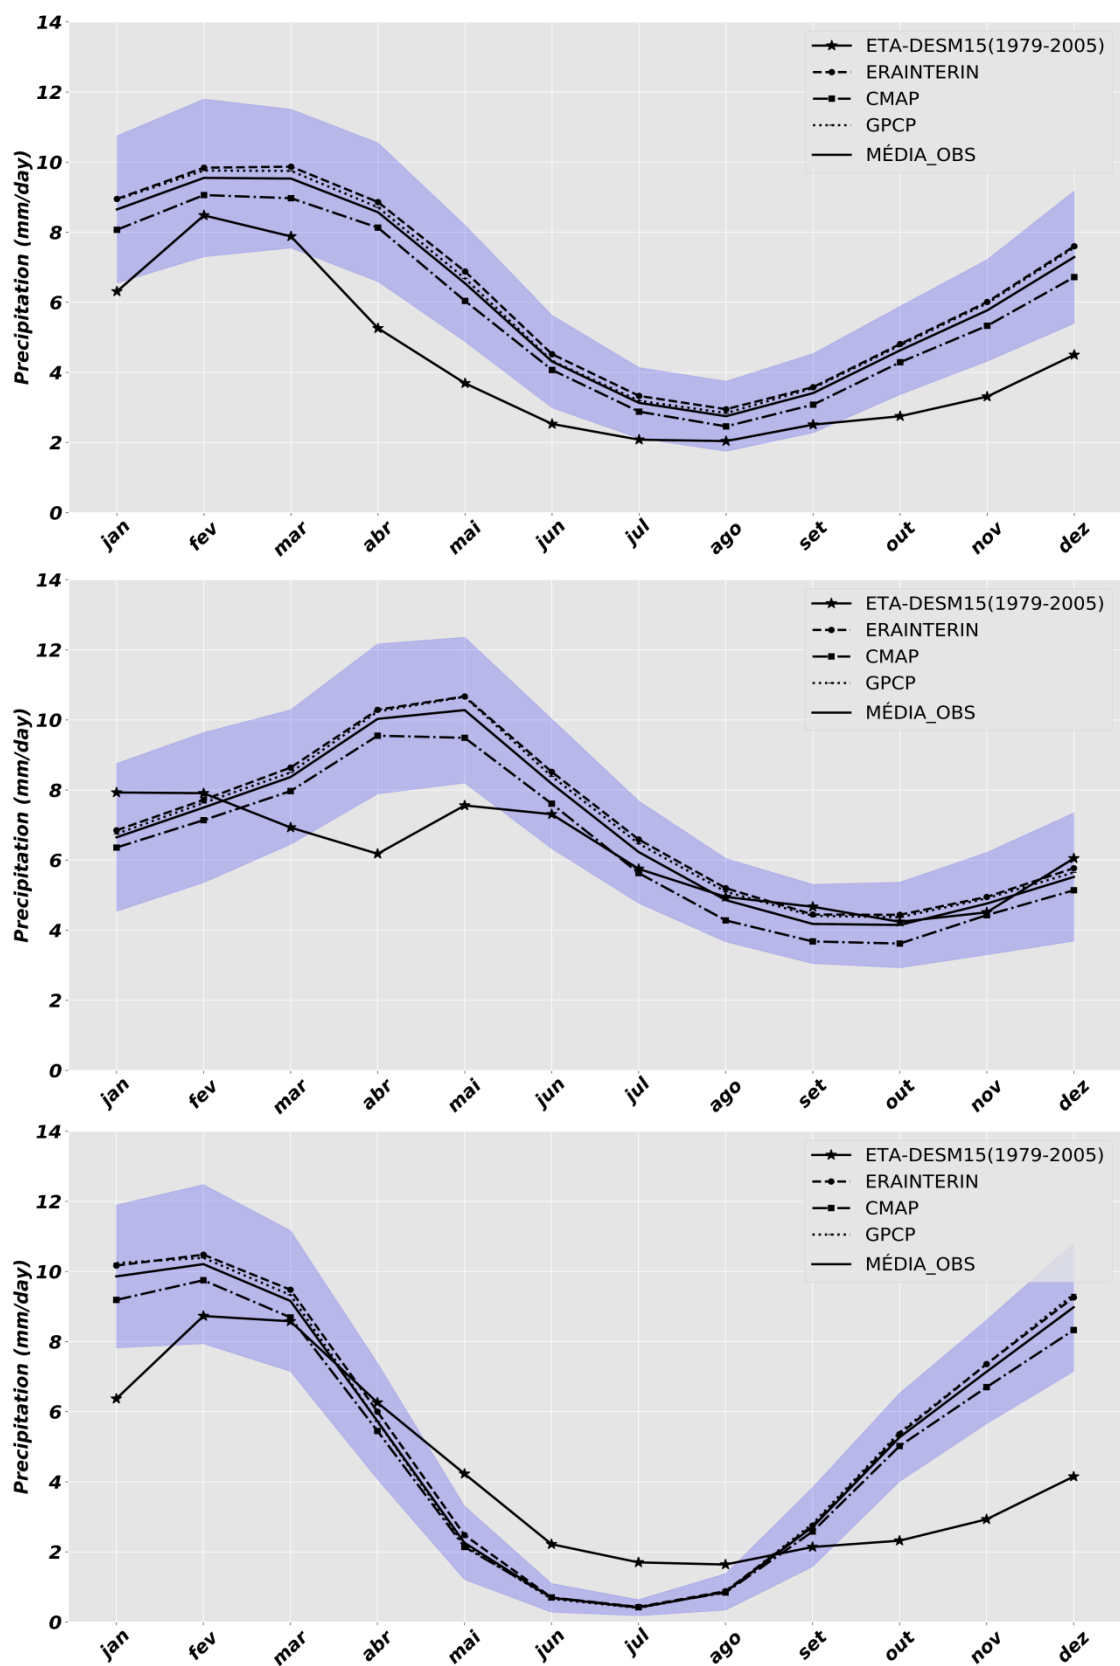 14
12
10
8
6
4
2
0
Precipitation (mm/day)
ETA-DESM15(1979-2005)
ERAINTERIN
CMAP
GPCP
MÉDIA_OBS
jan fev mar abr mai jun jul ago set out nov dez
14
12
10
8
6
4
2
0
Precipitation (mm/day)
ETA-DESM15(1979-2005)
ERAINTERIN
CMAP
GPCP
MÉDIA_OBS
jan fev mar abr mai jun jul ago set out nov dez
14
12
10
8
6
4
2
0
Precipitation (mm/day)
ETA-DESM15(1979-2005)
ERAINTERIN
CMAP
GPCP
MÉDIA_OBS
jan fev mar abr mai jun jul ago set out nov dez